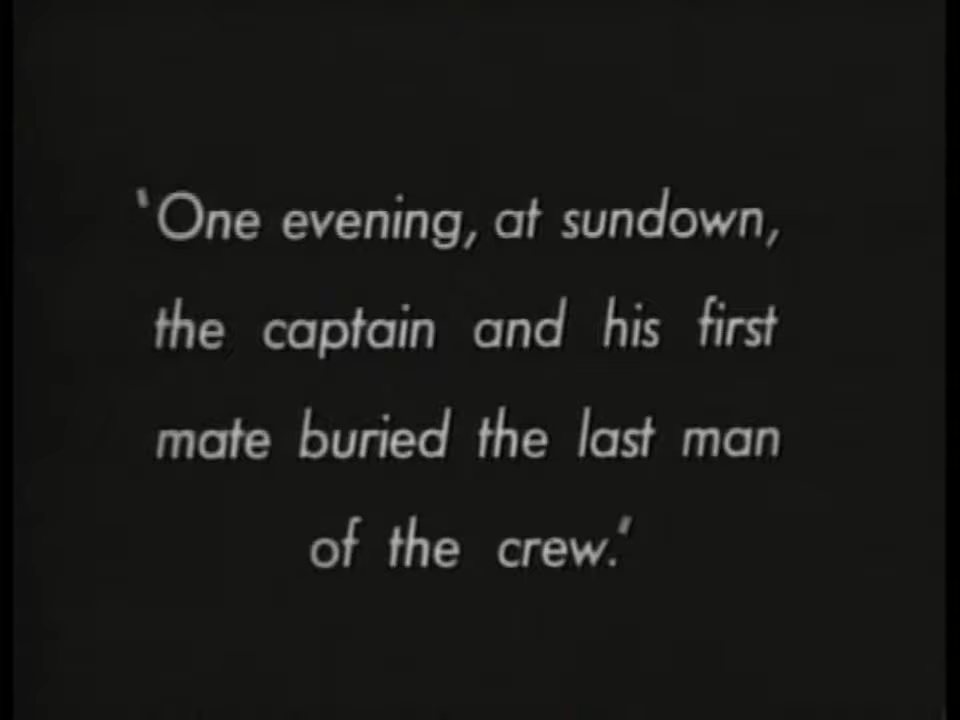 'One evening, at sundown,
the captain and his first
mate buried the last man
of the crew.'